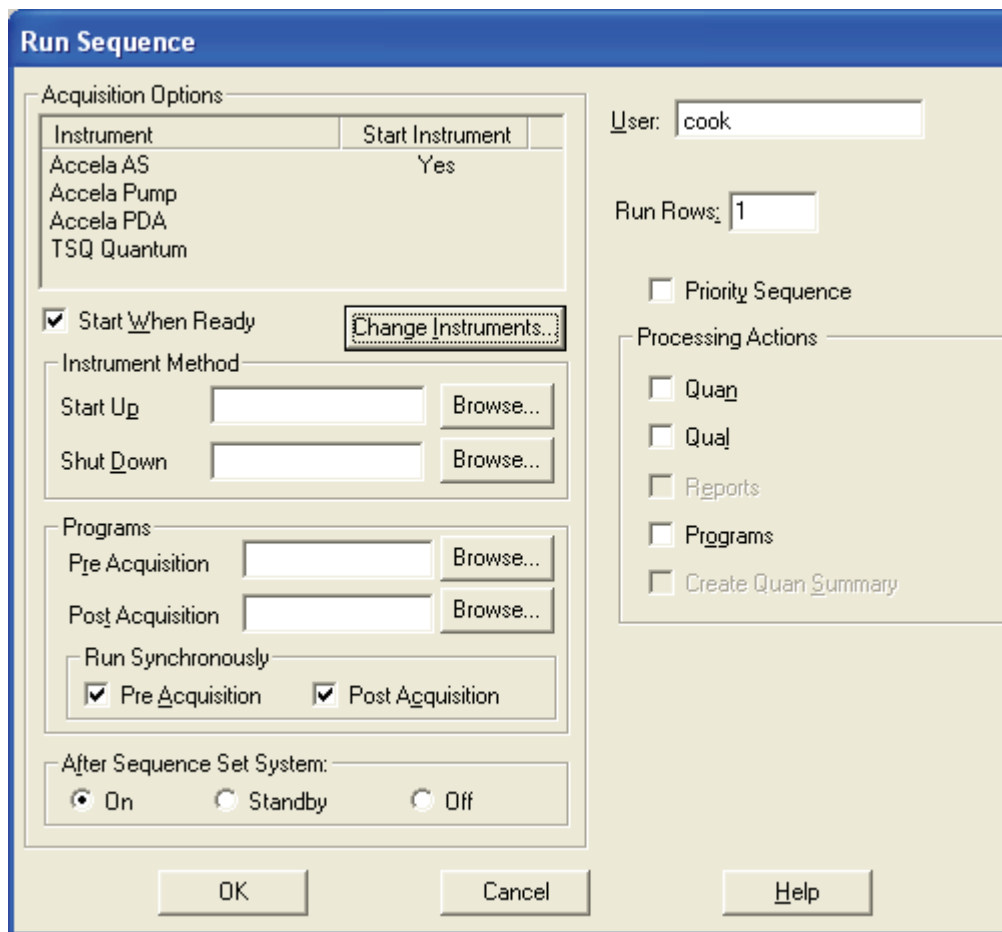 Run Sequence
Acquisition Options
Instrument Start Instrument
Accela AS Yes
Accela Pump
Accela PDA
TSQ Quantum
Start When Ready Change Instruments...
Instrument Method
Start Up Browse...
Shut Down Browse...
Programs
Pre Acquisition Browse...
Post Acquisition Browse...
Run Synchronously
Pre Acquisition Post Acquisition
After Sequence Set System:
On Standby Off
User: cook
Run Rows: 1
Priority Sequence
Processing Actions
Quan
Qual
Reports
Programs
Create Quan Summary
OK Cancel Help